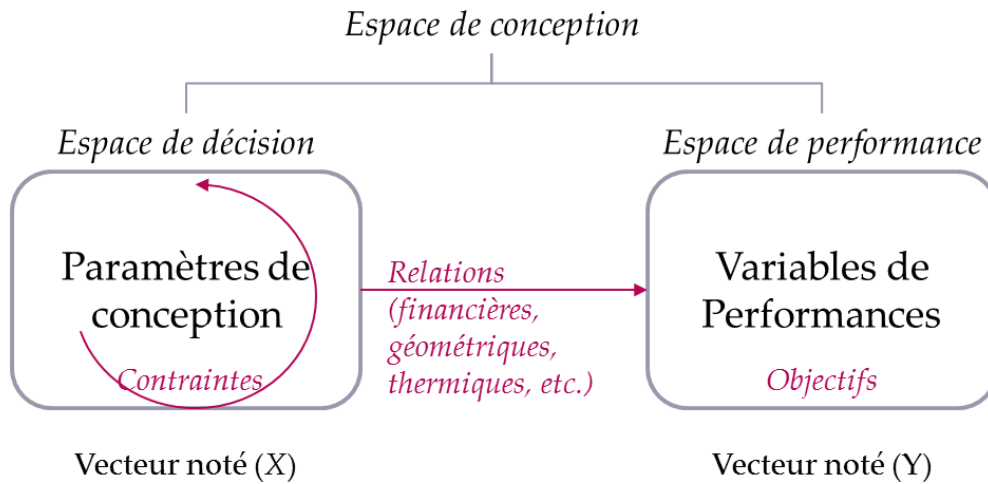 Espace de conception
Espace de décision
Espace de performance
Paramètres de
conception
Contraintes
Relations
(financières,
géométriques,
thermiques, etc.)
Variables de
Performances
Objectifs
Vecteur noté (X)
Vecteur noté (Y)